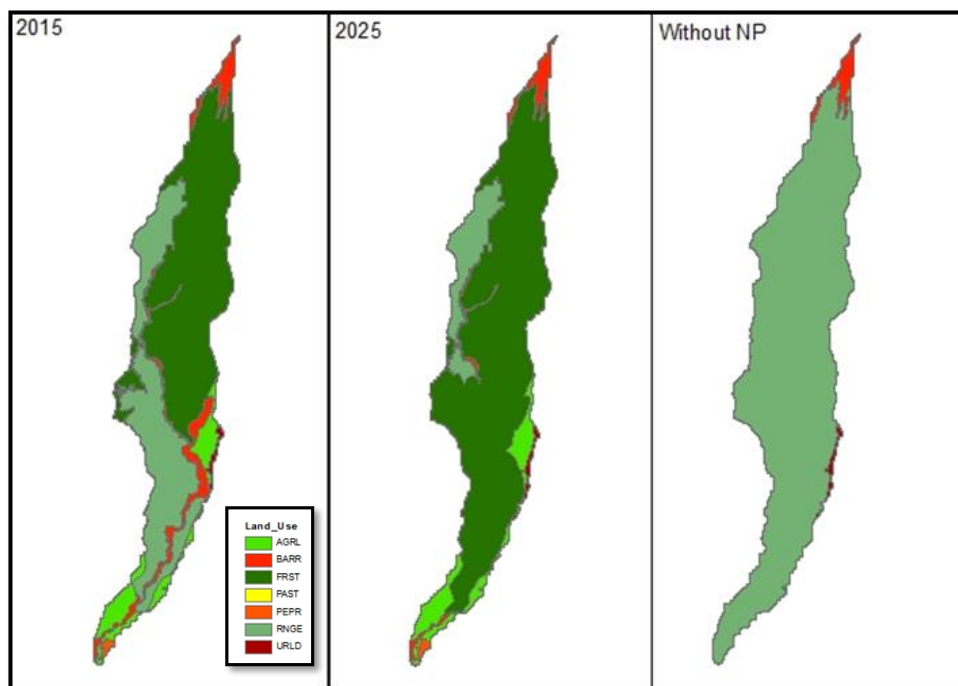 2015
2025
Without NP
Land_Use
AGRL
BARR
FRST
PAST
PEPR
RNGE
URLD